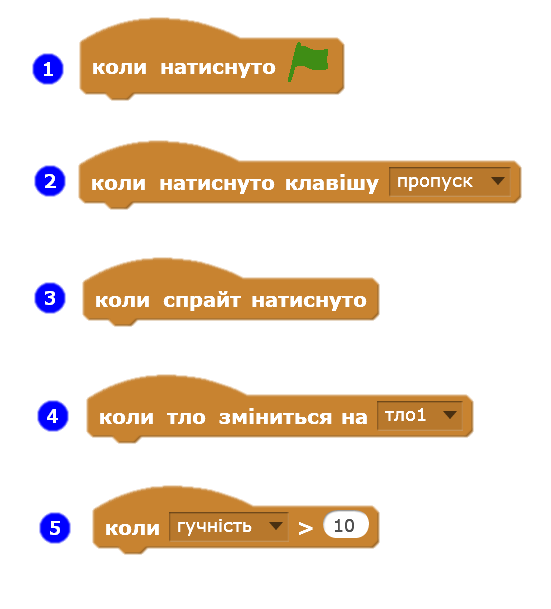 1 коли натиснуто
2 коли натиснуто клавішу пропуск
3 коли спрайт натиснуто
4 коли тло зміниться на тло1
5 коли гучність > 10